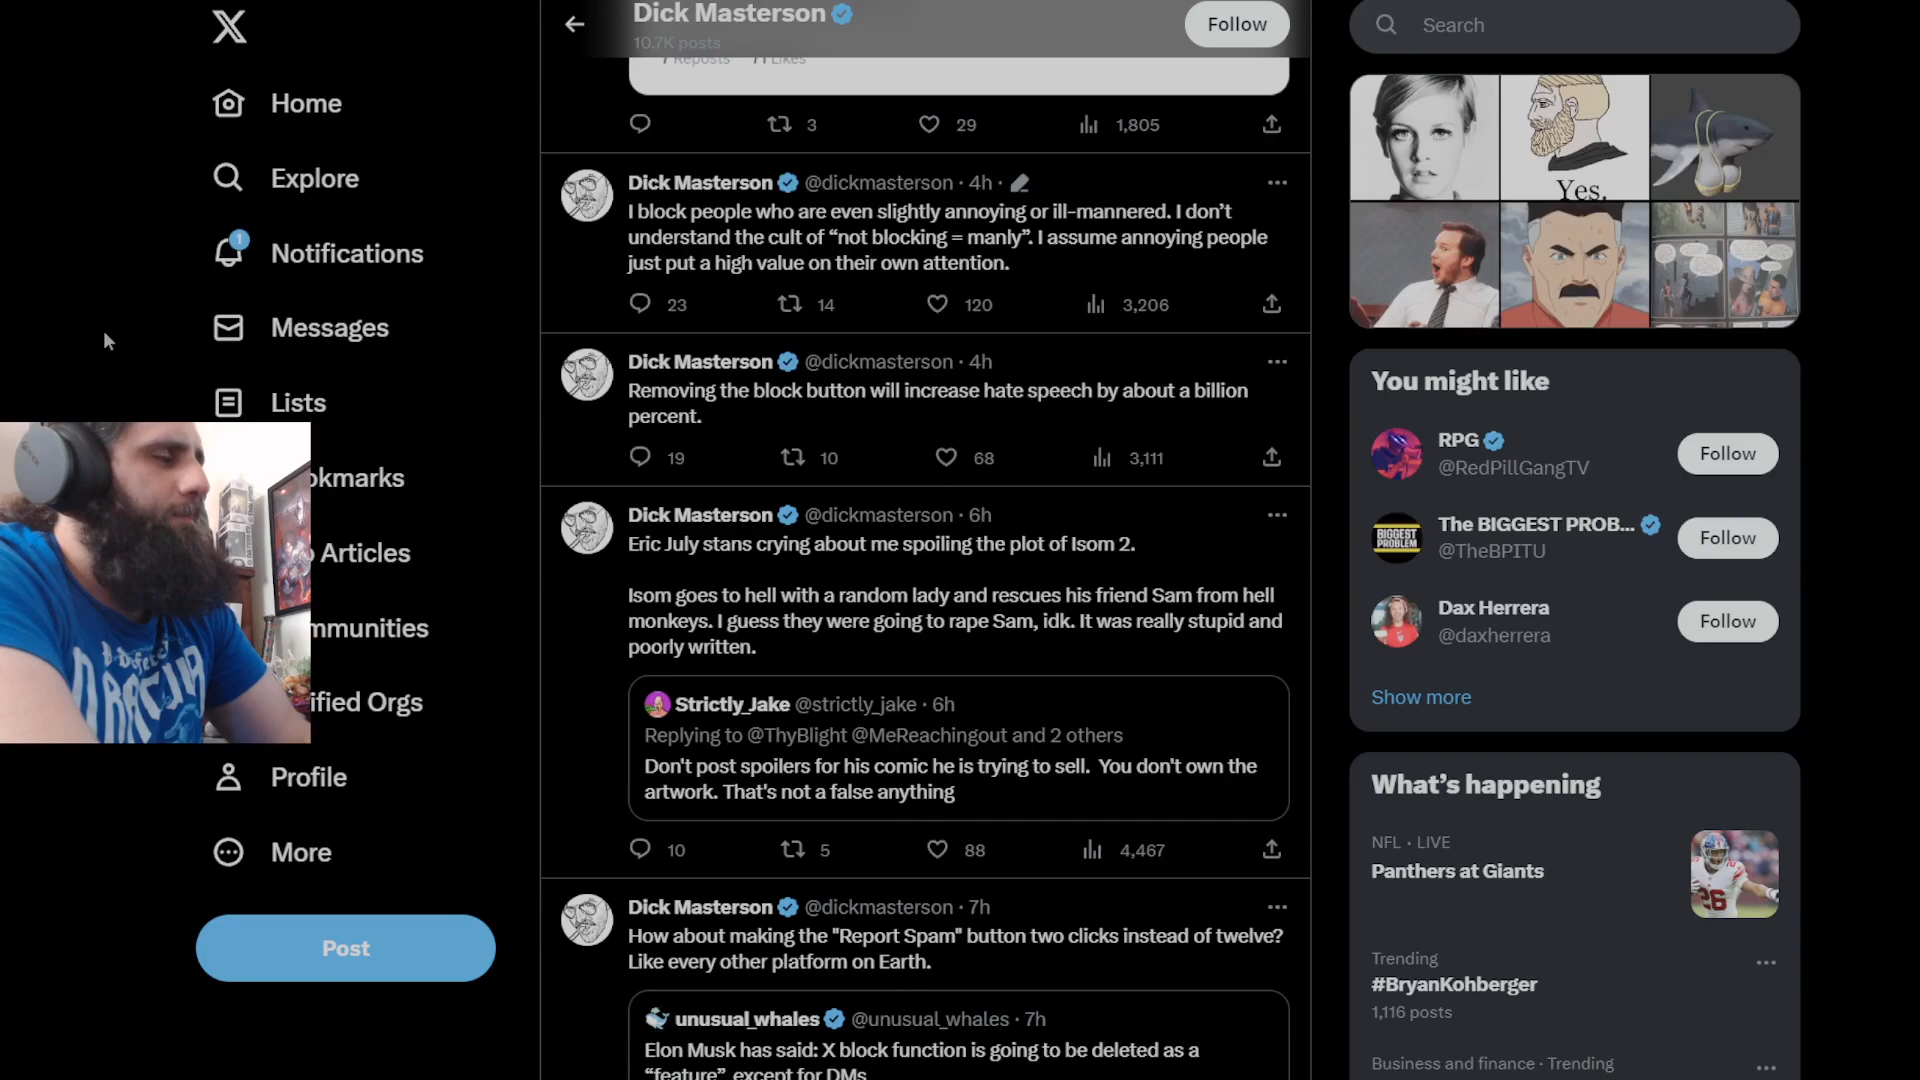 Home
Explore
1
Notifications
Messages
Lists
okmarks
Articles
mmunities
ified Orgs
Profile
More
Post
Dick Masterson
10.7K posts
Follow
7 Reposts 71 Likes
3 29 1,805
Dick Masterson @dickmasterson · 4h ·
I block people who are even slightly annoying or ill-mannered. I don’t
understand the cult of “not blocking = manly”. I assume annoying people
just put a high value on their own attention.
23 14 120 3,206
Dick Masterson @dickmasterson · 4h
Removing the block button will increase hate speech by about a billion
percent.
19 10 68 3,111
Dick Masterson @dickmasterson · 6h
Eric July stans crying about me spoiling the plot of Isom 2.
Isom goes to hell with a random lady and rescues his friend Sam from hell
monkeys. I guess they were going to rape Sam, idk. It was really stupid and
poorly written.
Strictly_Jake @strictly_jake · 6h
Replying to @ThyBlight @MeReachingout and 2 others
Don't post spoilers for his comic he is trying to sell. You don't own the
artwork. That's not a false anything
10 5 88 4,467
Dick Masterson @dickmasterson · 7h
How about making the "Report Spam" button two clicks instead of twelve?
Like every other platform on Earth.
unusual_whales @unusual_whales · 7h
Elon Musk has said: X block function is going to be deleted as a
“feature”, except for DMs
Search
Yes.
You might like
RPG
@RedPillGangTV
Follow
BIGGEST
PROBLEM
The BIGGEST PROB...
@TheBPITU
Follow
Dax Herrera
@daxherrera
Follow
Show more
What’s happening
NFL · LIVE
Panthers at Giants
26
Trending
#BryanKohberger
1,116 posts
Business and finance · Trending